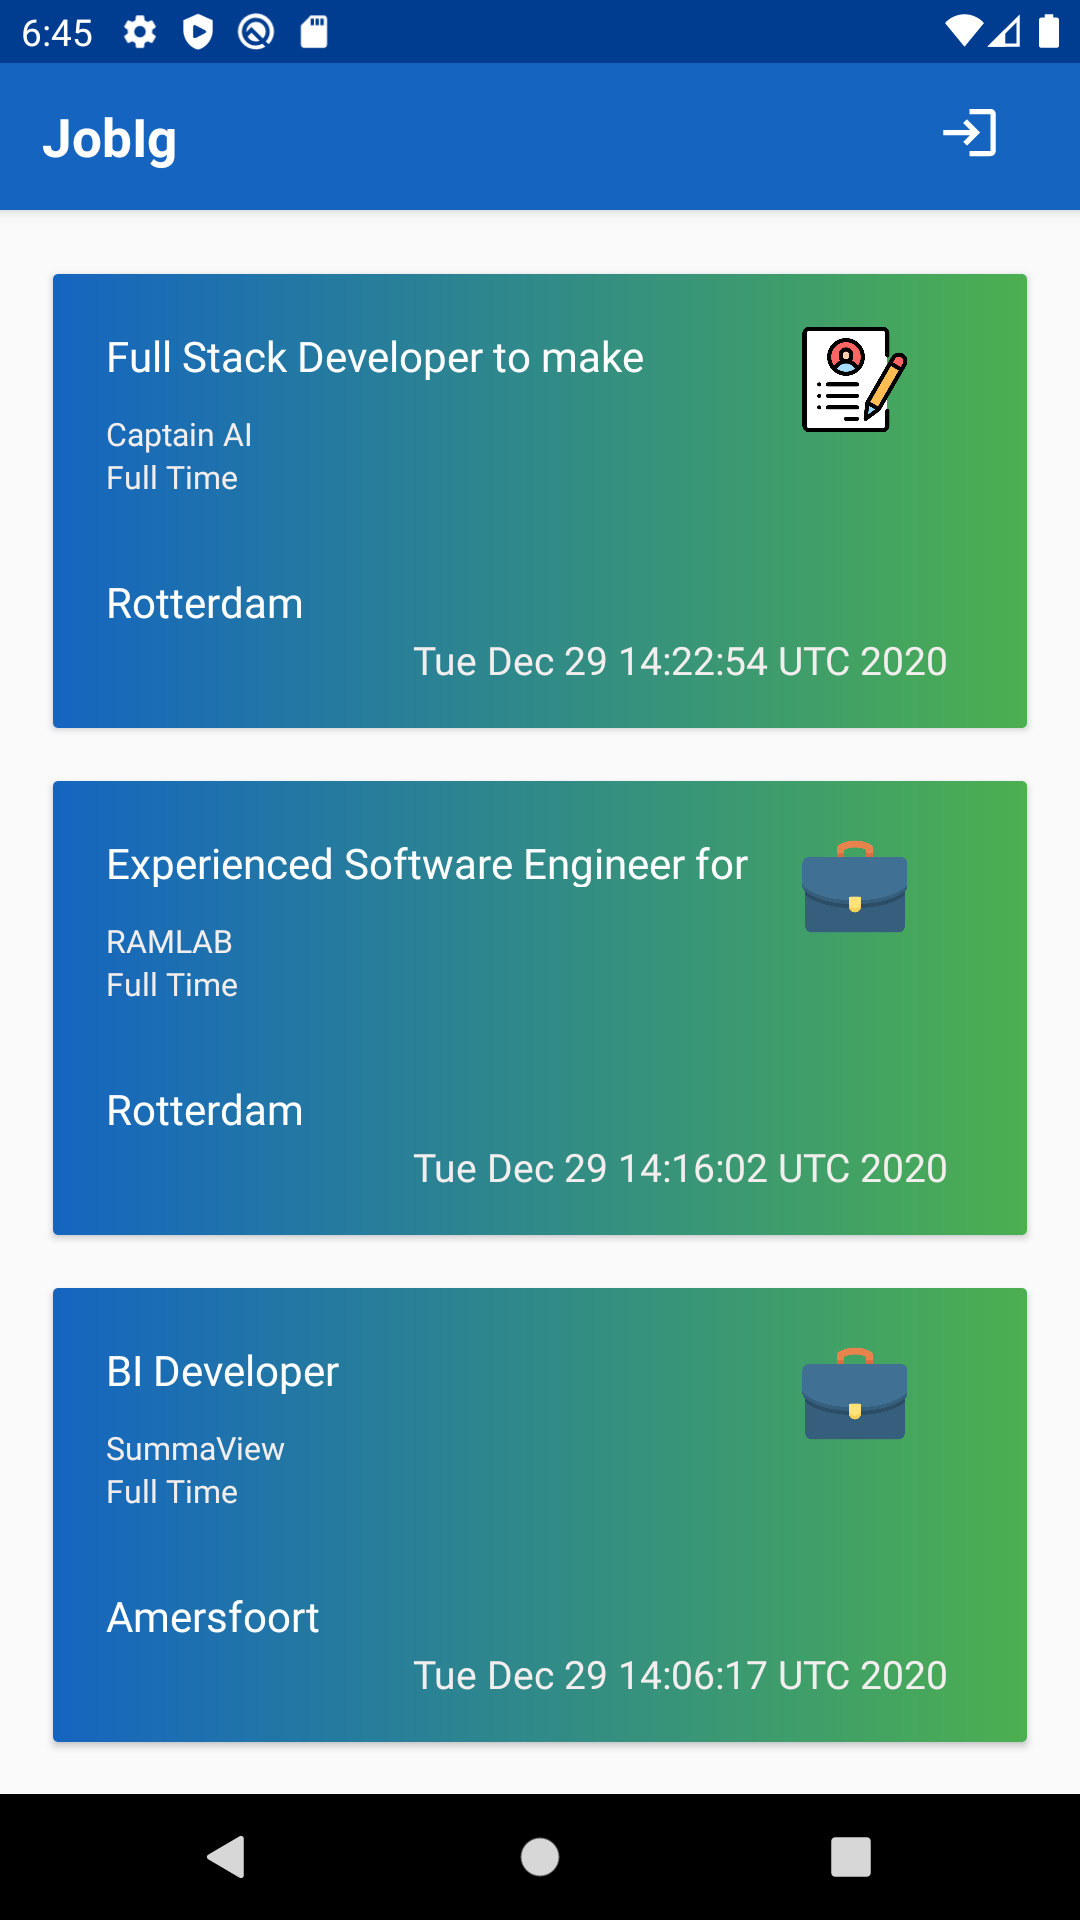 6:45
JobIg
Full Stack Developer to make
Captain AI
Full Time
Rotterdam
Tue Dec 29 14:22:54 UTC 2020
Experienced Software Engineer for
RAMLAB
Full Time
Rotterdam
Tue Dec 29 14:16:02 UTC 2020
BI Developer
SummaView
Full Time
Amersfoort
Tue Dec 29 14:06:17 UTC 2020